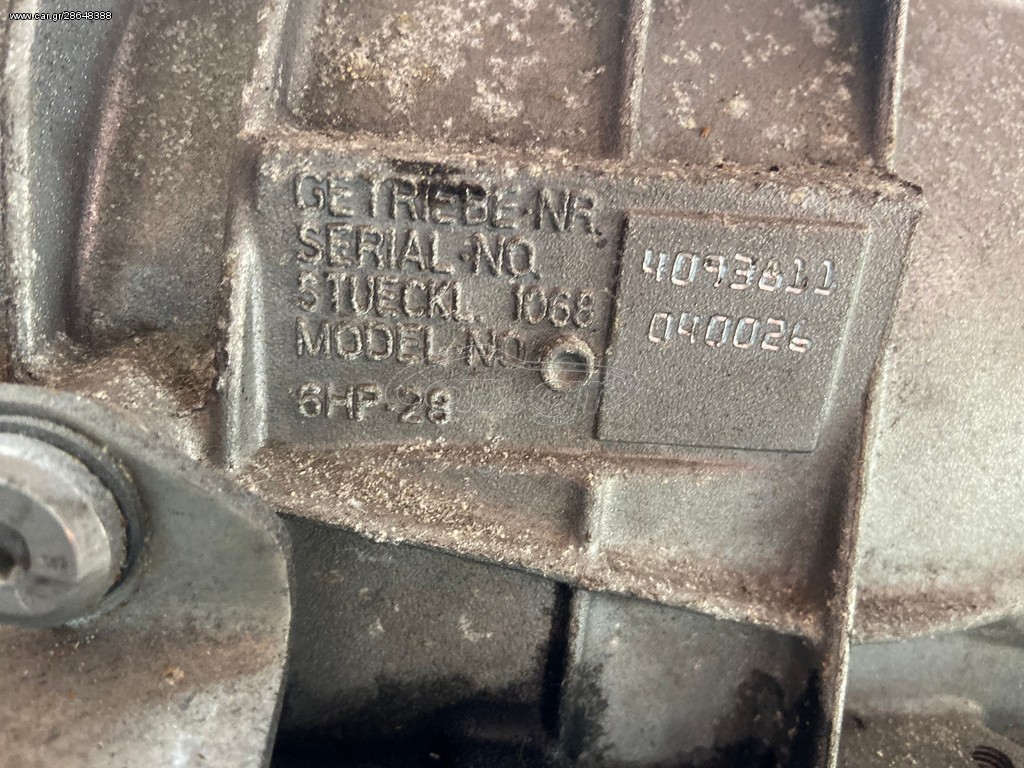 www.car.gr/28648388
GETRIEBE-NR.
SERIAL-NO.
STUECKL. 1068
MODEL-NO.
6HP-28
4093611
040026